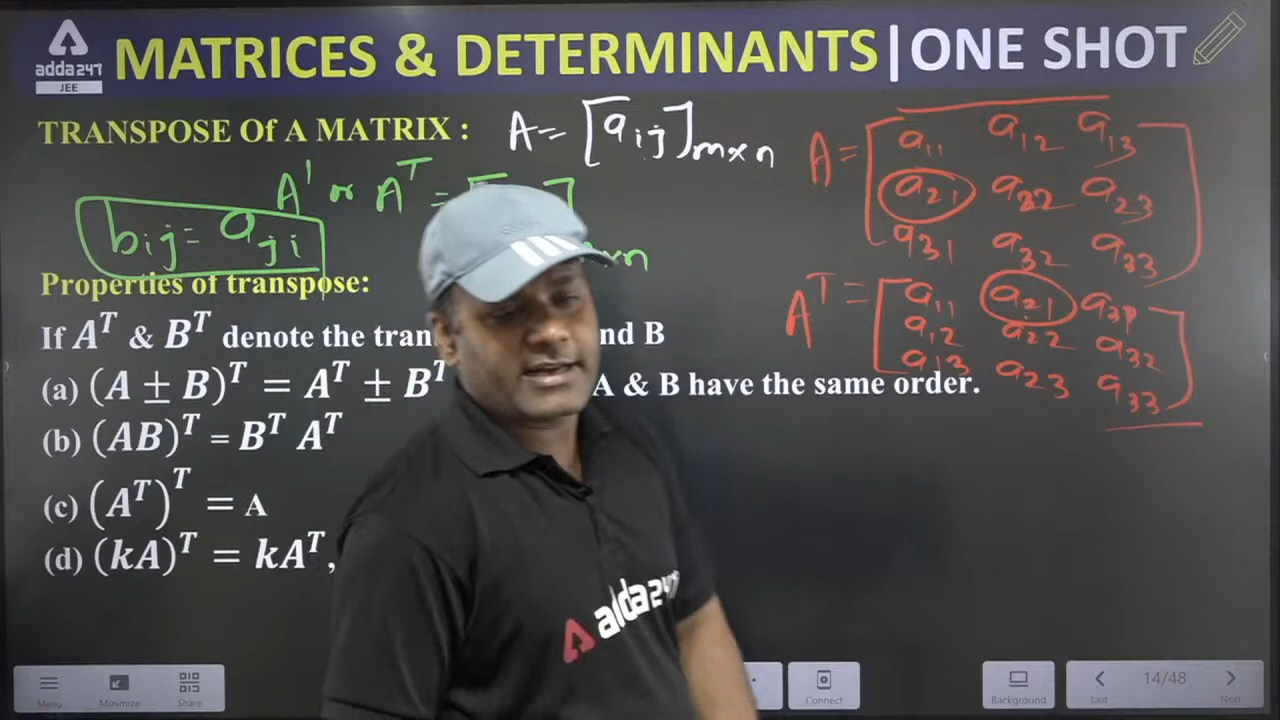 adda247
JEE
MATRICES & DETERMINANTS | ONE SHOT
TRANSPOSE Of A MATRIX :
A = [aij]m×n
A' or A^T =
bij = aji
×n
A = [a11 a12 a13
a21 a22 a23
a31 a32 a33]
A^T = [a11 a21 a31
a12 a22 a32
a13 a23 a33]
Properties of transpose:
If A^T & B^T denote the tran nd B
(a) (A ± B)^T = A^T ± B^T A & B have the same order.
(b) (AB)^T = B^T A^T
(c) (A^T)^T = A
(d) (kA)^T = kA^T,
adda247
Menu
Minimize
Sharp
Connect
Background
Last
14/48
Next